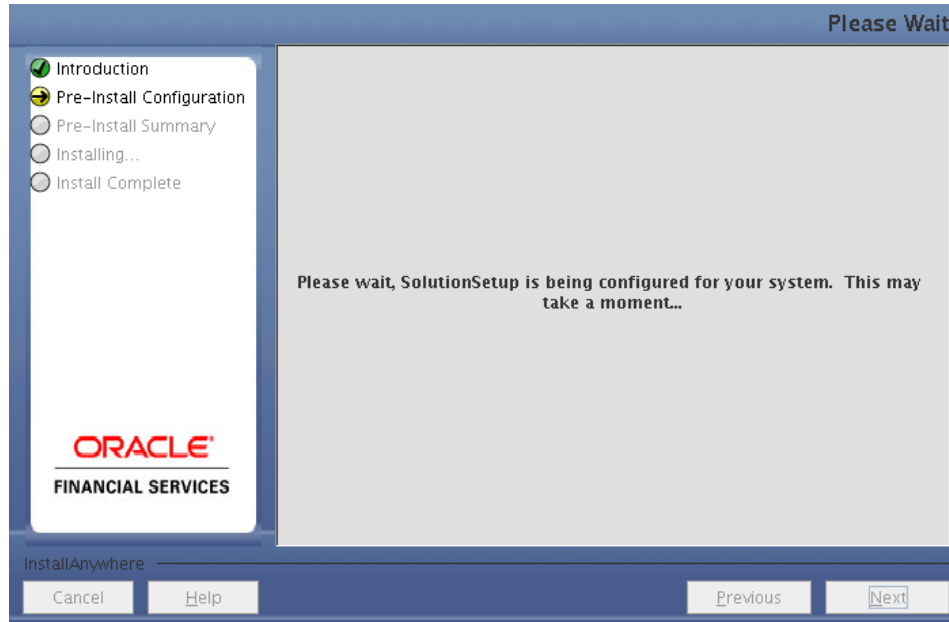 Please Wait
Introduction
Pre-Install Configuration
Pre-Install Summary
Installing...
Install Complete
Please wait, SolutionSetup is being configured for your system. This may
take a moment...
ORACLE
FINANCIAL SERVICES
InstallAnywhere
Cancel
Help
Previous
Next